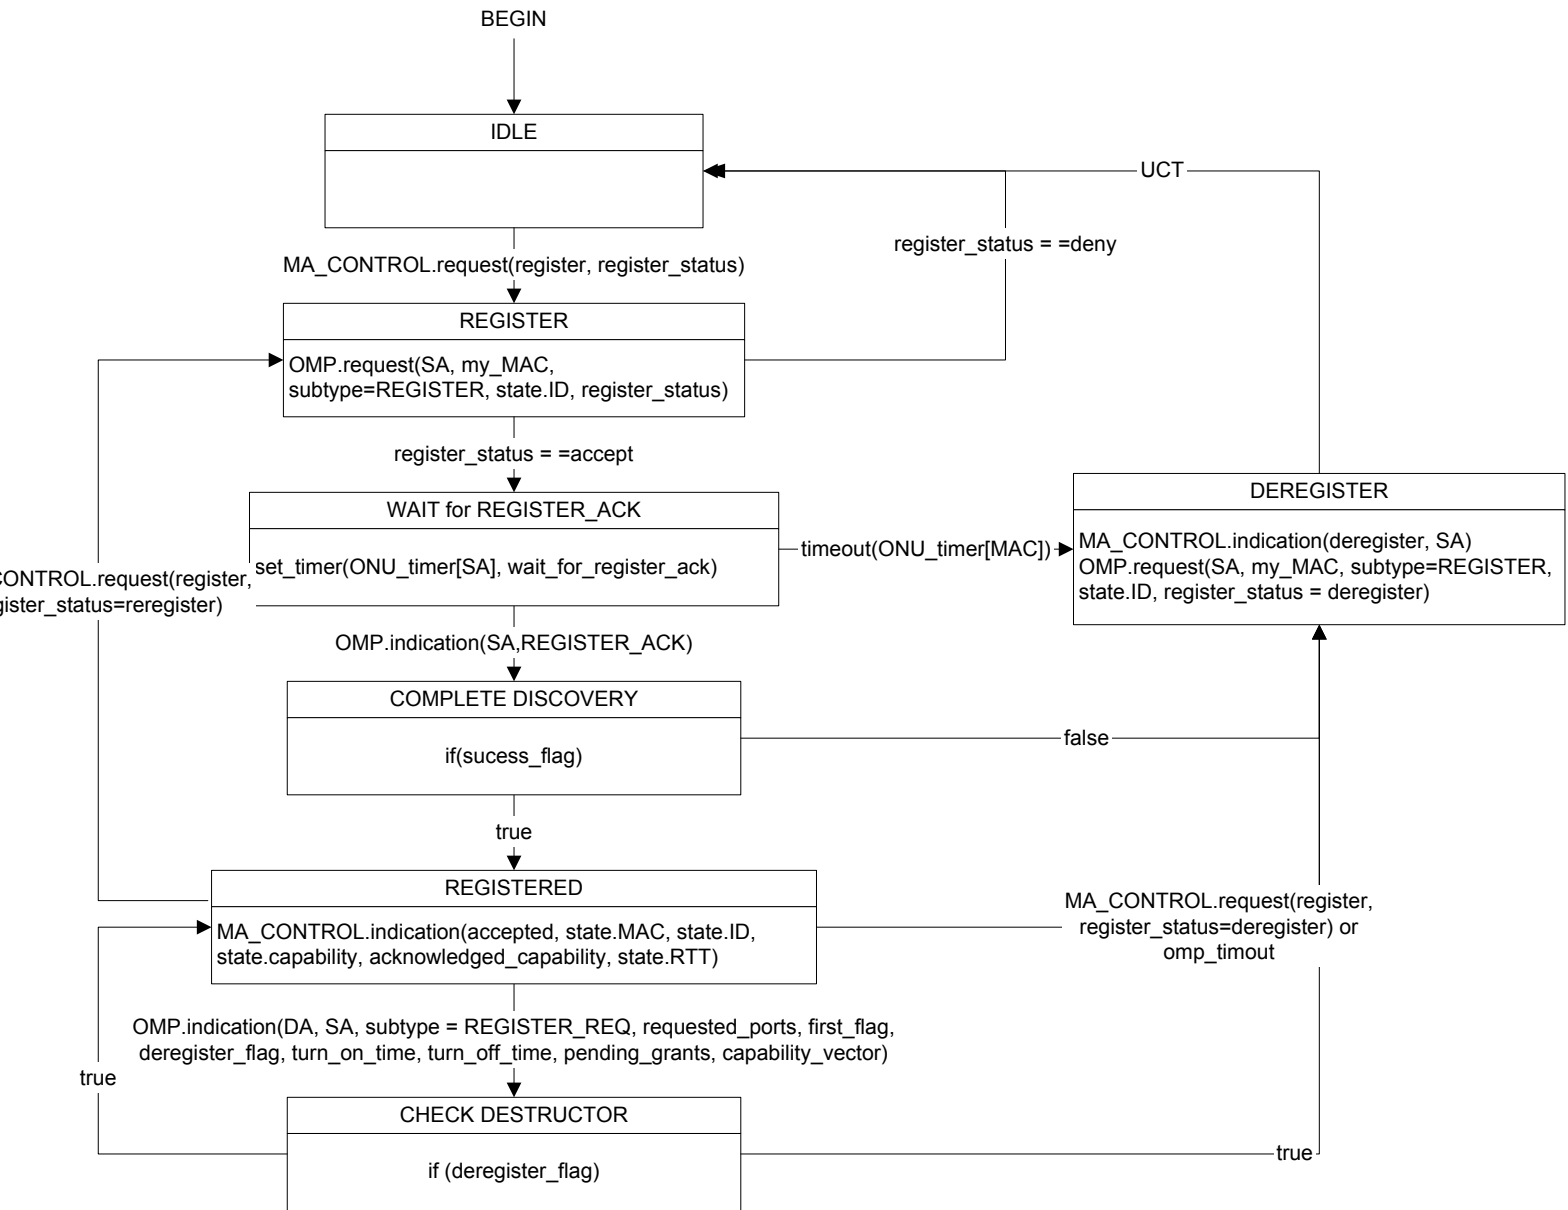 BEGIN
IDLE
UCT
register_status = =deny
MA_CONTROL.request(register, register_status)
REGISTER
OMP.request(SA, my_MAC,
subtype=REGISTER, state.ID, register_status)
register_status = =accept
WAIT for REGISTER_ACK
set_timer(ONU_timer[SA], wait_for_register_ack)
timeout(ONU_timer[MAC])
DEREGISTER
MA_CONTROL.indication(deregister, SA)
OMP.request(SA, my_MAC, subtype=REGISTER,
state.ID, register_status = deregister)
CONTROL.request(register,
gister_status=reregister)
OMP.indication(SA,REGISTER_ACK)
COMPLETE DISCOVERY
if(sucess_flag)
false
true
REGISTERED
MA_CONTROL.indication(accepted, state.MAC, state.ID,
state.capability, acknowledged_capability, state.RTT)
MA_CONTROL.request(register,
register_status=deregister) or
omp_timout
OMP.indication(DA, SA, subtype = REGISTER_REQ, requested_ports, first_flag,
deregister_flag, turn_on_time, turn_off_time, pending_grants, capability_vector)
true
CHECK DESTRUCTOR
if (deregister_flag)
true